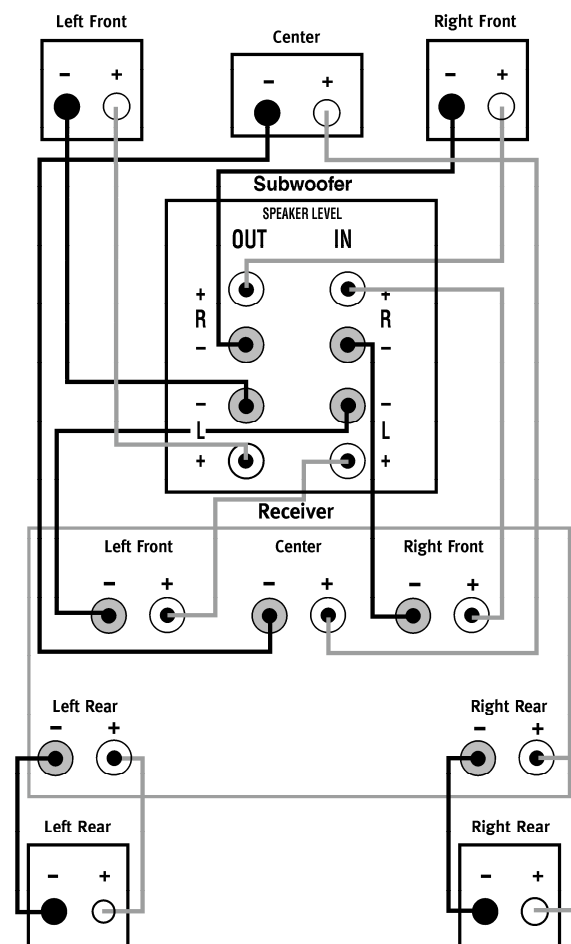 Left Front
Center
Right Front
− +
− +
− +
Subwoofer
SPEAKER LEVEL
OUT IN
+ +
R R
− −
− −
L L
+ +
Receiver
Left Front Center Right Front
− + − + − +
Left Rear Right Rear
− + − +
Left Rear Right Rear
− + − +